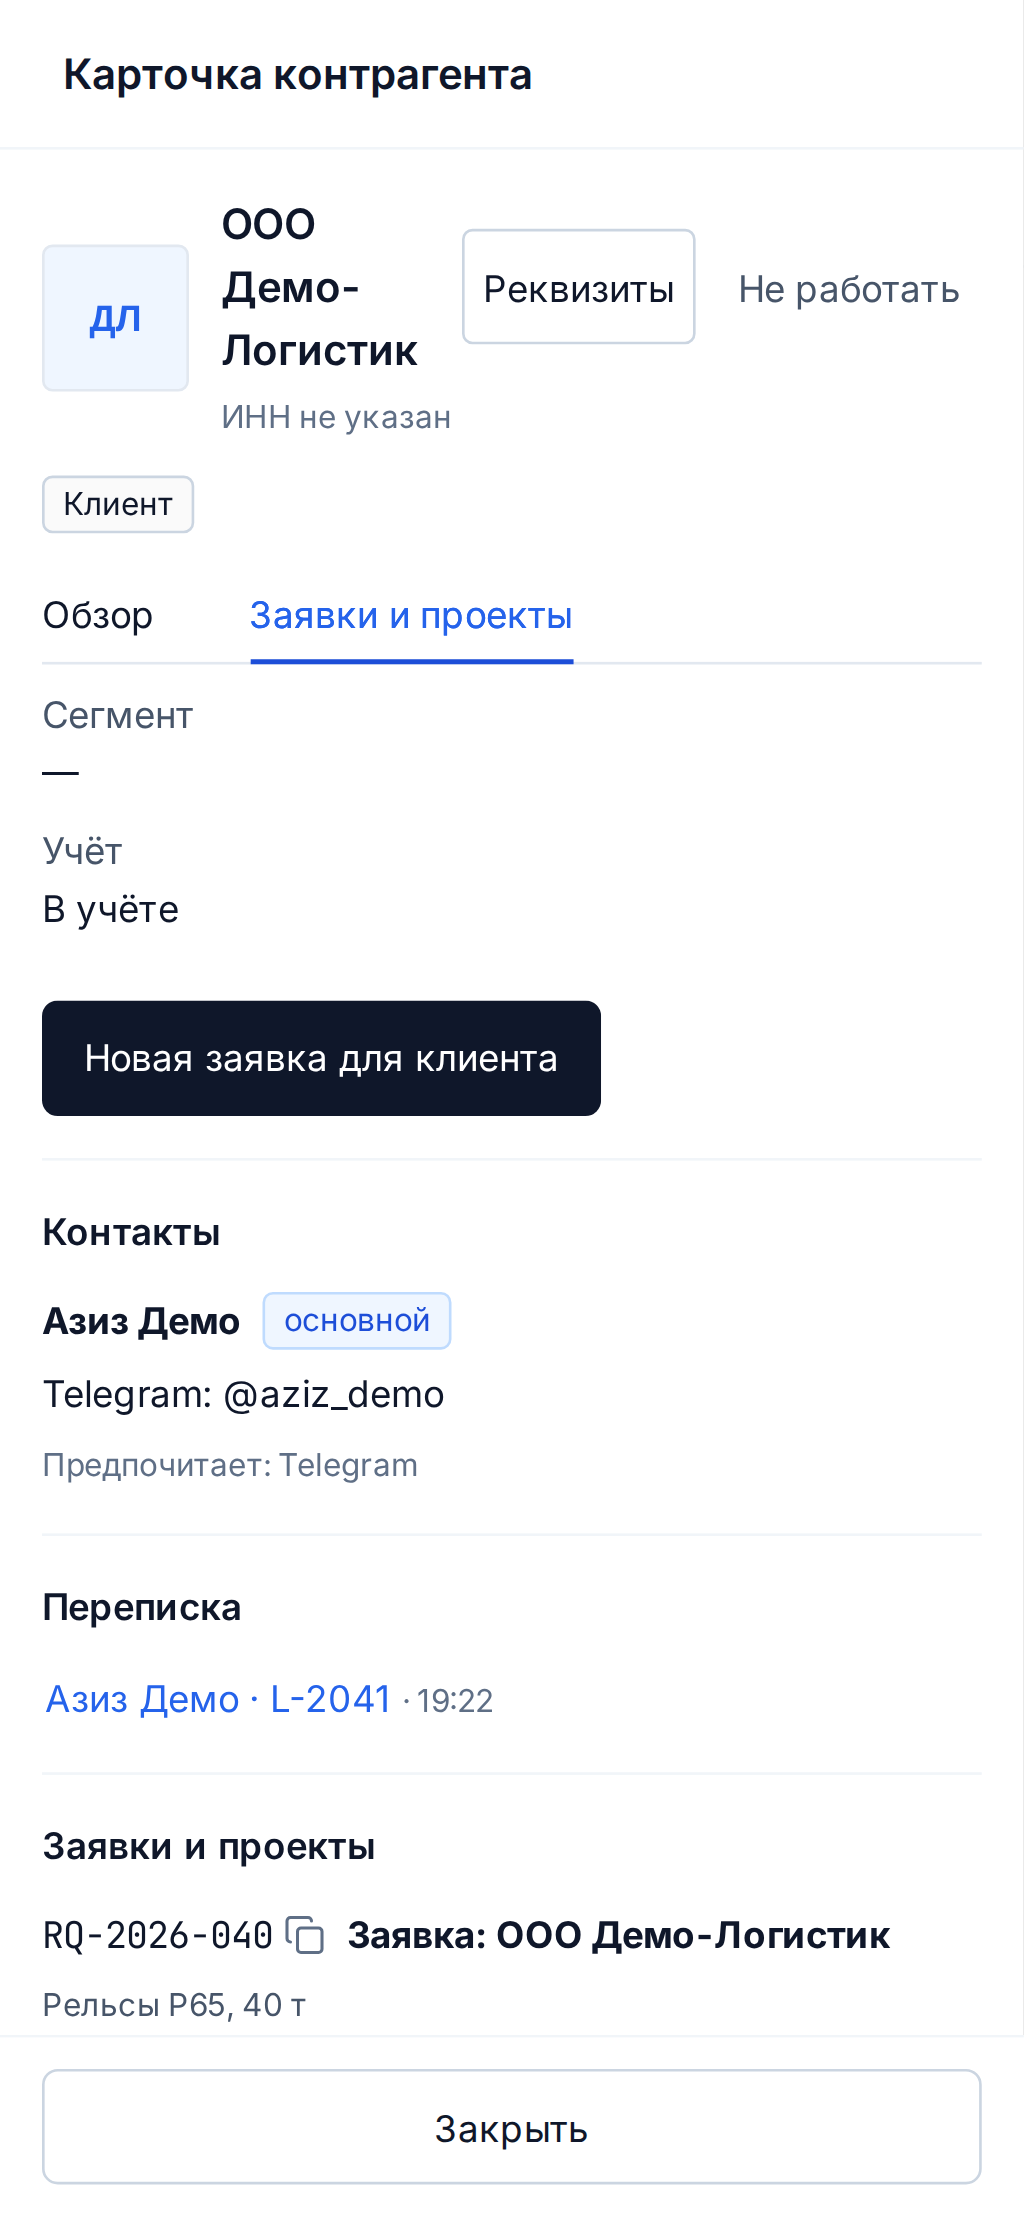 Карточка контрагента
ДЛ
ООО
Демо-
Логистик
ИНН не указан
Реквизиты
Не работать
Клиент
Обзор
Заявки и проекты
Сегмент
—
Учёт
В учёте
Новая заявка для клиента
Контакты
Азиз Демо основной
Telegram: @aziz_demo
Предпочитает: Telegram
Переписка
Азиз Демо · L-2041 · 19:22
Заявки и проекты
RQ-2026-040 Заявка: ООО Демо-Логистик
Рельсы Р65, 40 т
Закрыть